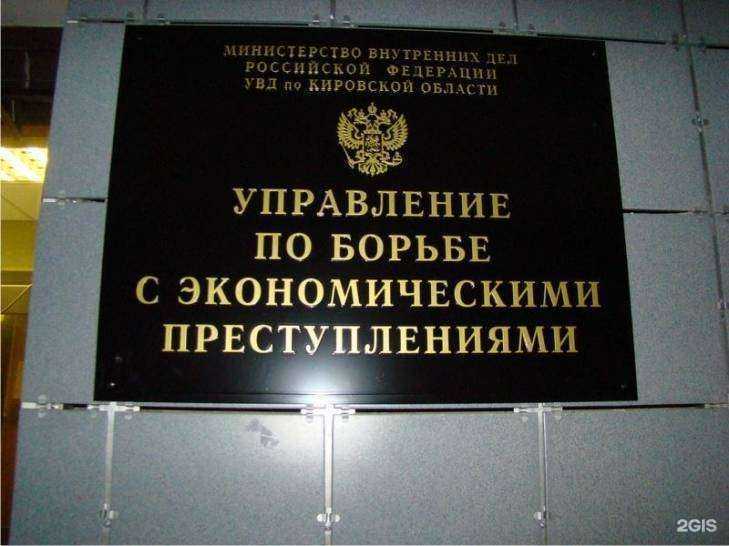 МИНИСТЕРСТВО ВНУТРЕННИХ ДЕЛ
РОССИЙСКОЙ ФЕДЕРАЦИИ
УВД по КИРОВСКОЙ ОБЛАСТИ
УПРАВЛЕНИЕ
ПО БОРЬБЕ
С ЭКОНОМИЧЕСКИМИ
ПРЕСТУПЛЕНИЯМИ
2GIS